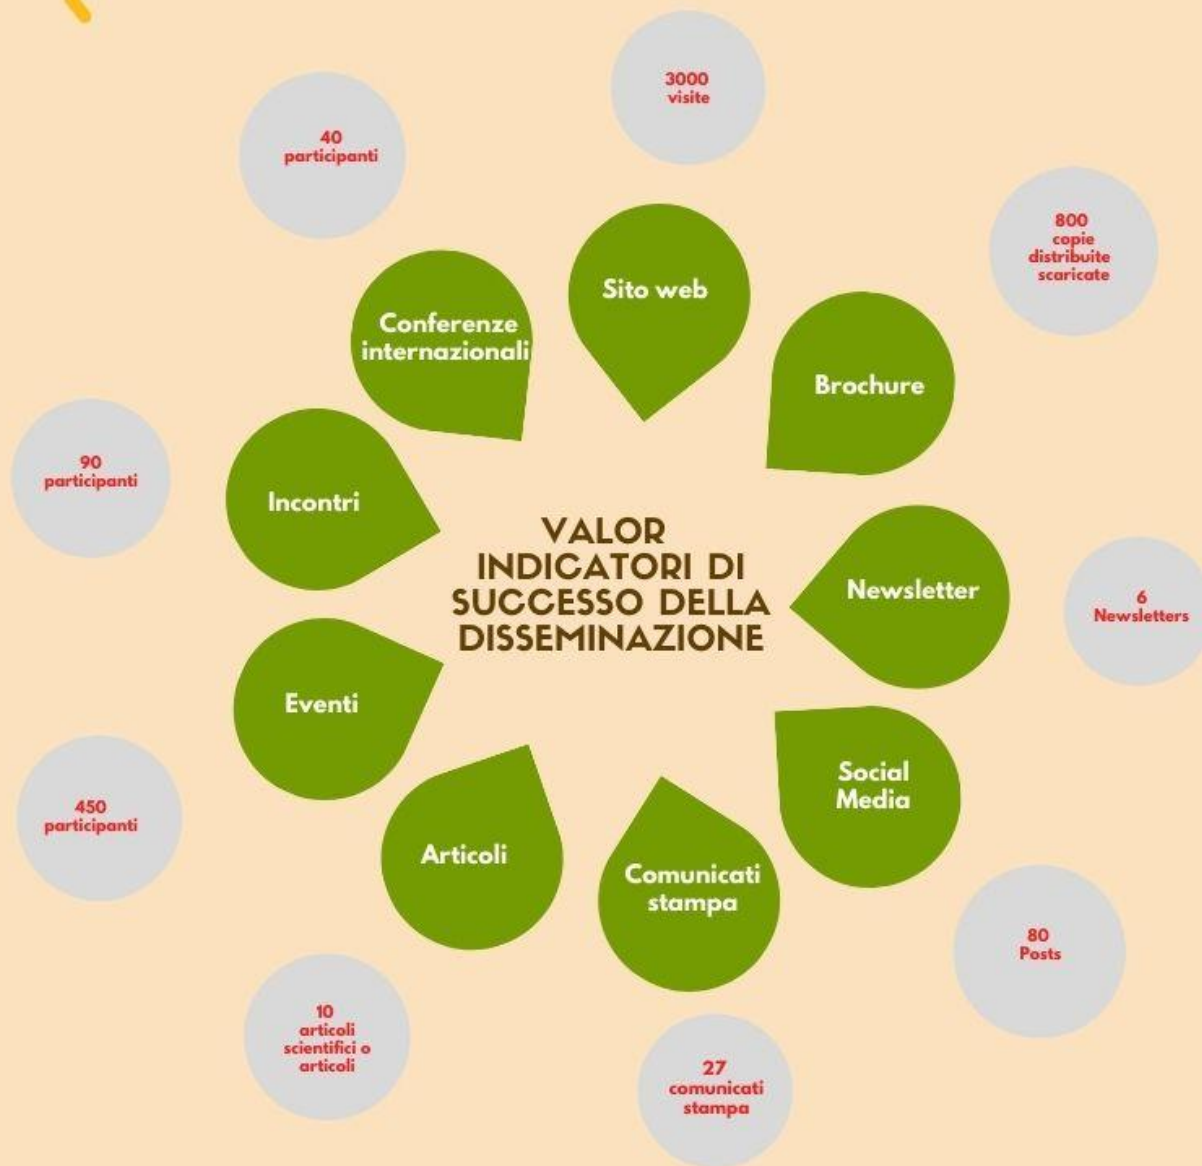 3000
visite
40
participanti
800
copie
distribuite
scaricate
Sito web
Conferenze
internazionali
Brochure
90
participanti
Incontri
VALOR
INDICATORI DI
SUCCESSO DELLA
DISSEMINAZIONE
Newsletter
6
Newsletters
Eventi
Social
Media
450
participanti
Articoli
Comunicati
stampa
80
Posts
10
articoli
scientifici o
articoli
27
comunicati
stampa